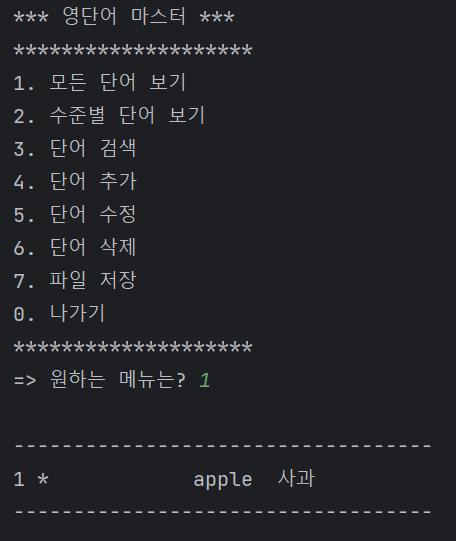 *** 영단어 마스터 ***
********************
1. 모든 단어 보기
2. 수준별 단어 보기
3. 단어 검색
4. 단어 추가
5. 단어 수정
6. 단어 삭제
7. 파일 저장
0. 나가기
********************
=> 원하는 메뉴는? 1
-----------------------------------
1 *            apple  사과
-----------------------------------